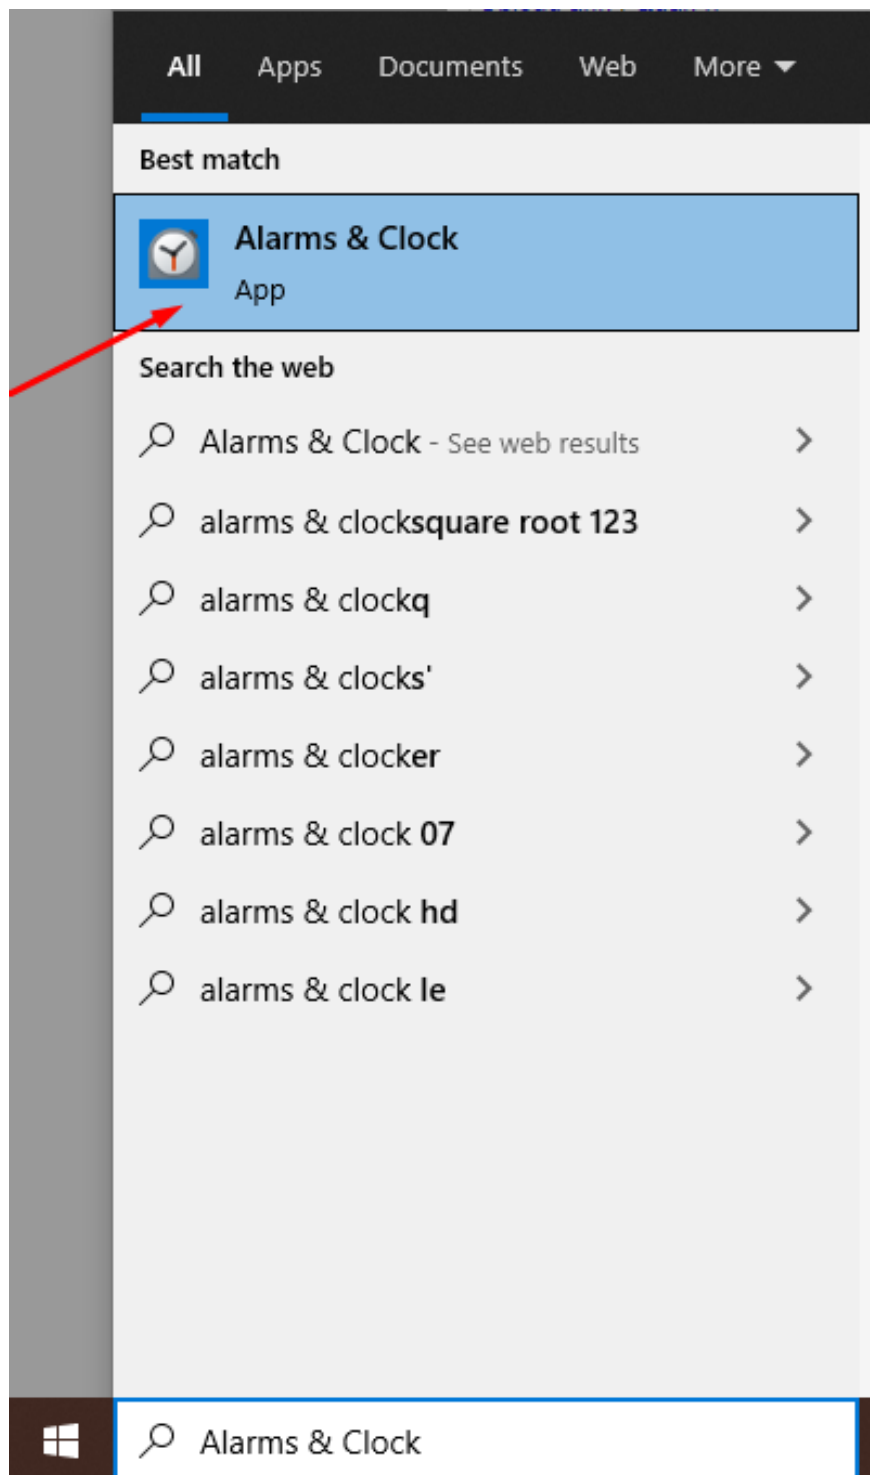 All Apps Documents Web More
Best match
Alarms & Clock
App
Search the web
Alarms & Clock - See web results
alarms & clocksquare root 123
alarms & clockq
alarms & clocks'
alarms & clocker
alarms & clock 07
alarms & clock hd
alarms & clock le
Alarms & Clock